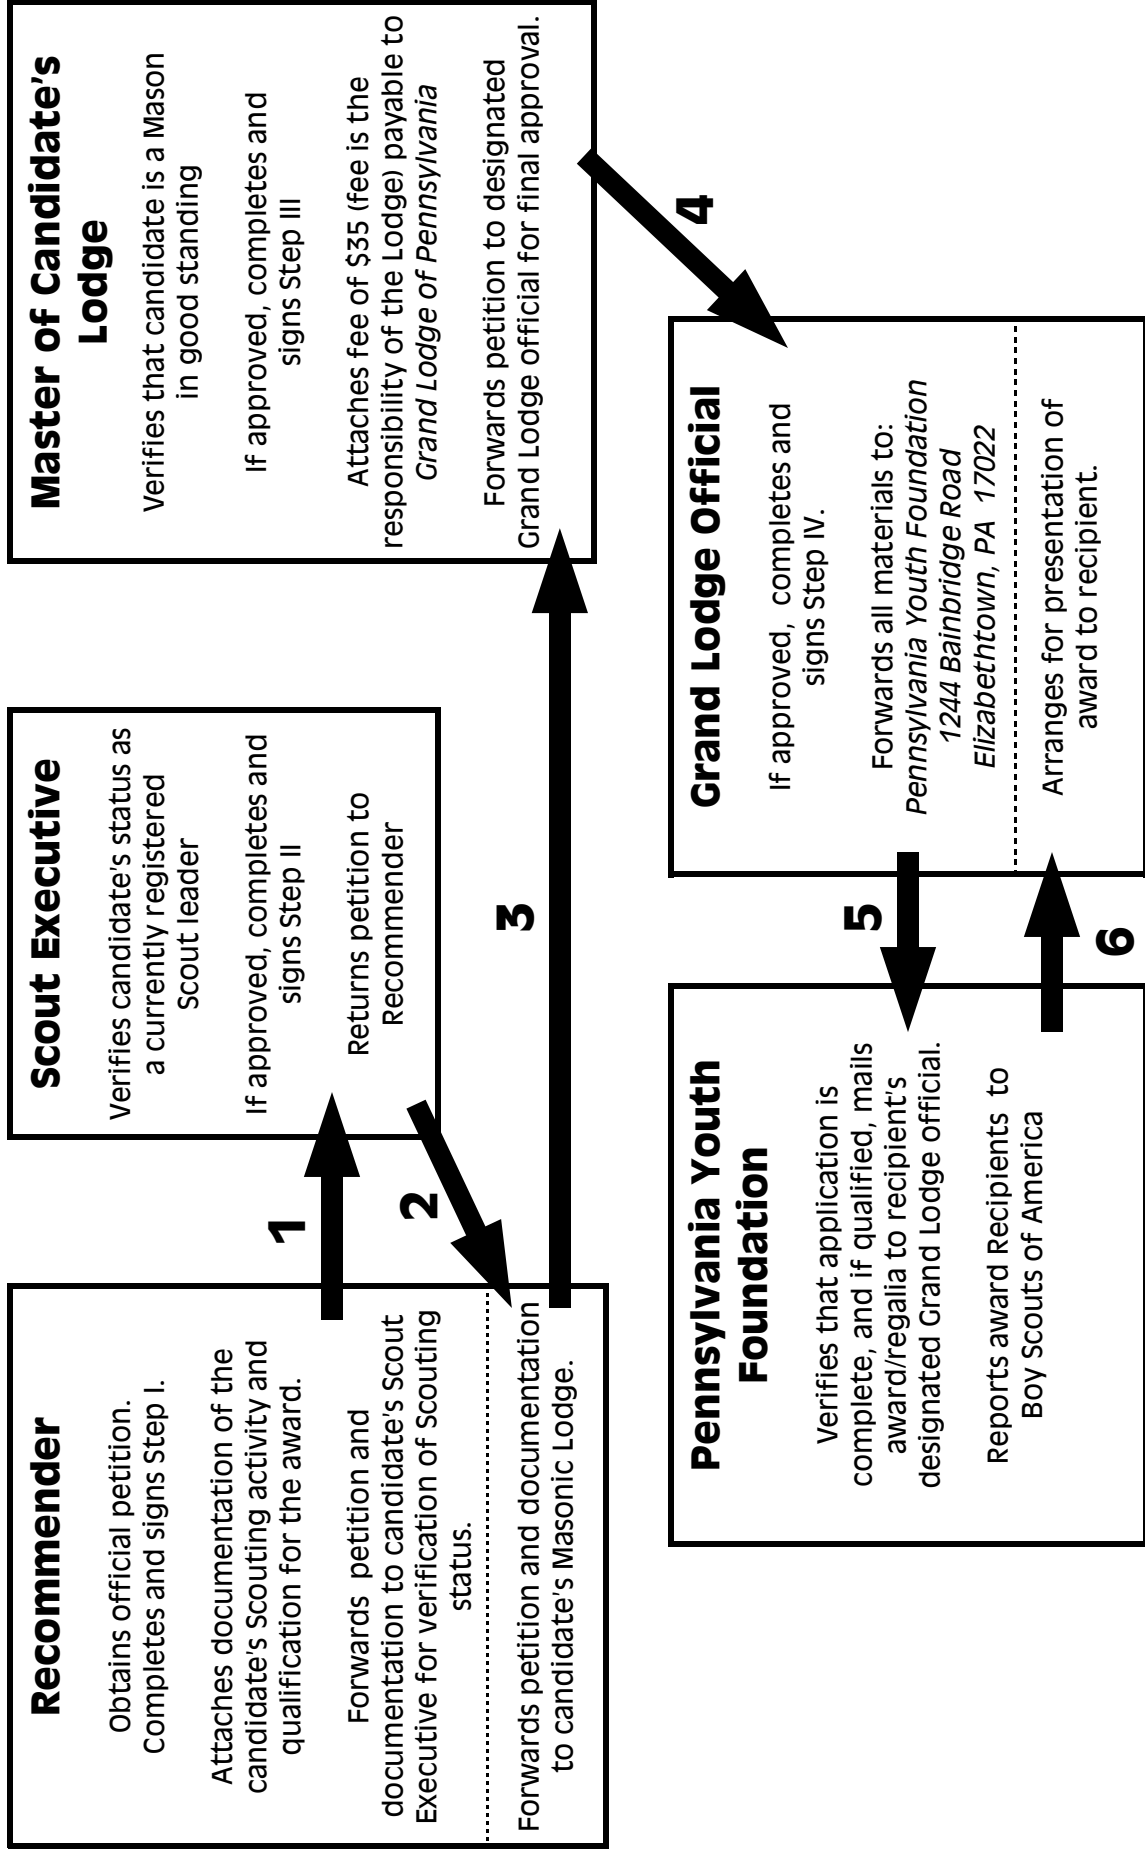 Recommender
Obtains official petition.
Completes and signs Step I.
Attaches documentation of the
candidate's Scouting activity and
qualification for the award.
Forwards petition and
documentation to candidate's Scout
Executive for verification of Scouting
status.
Forwards petition and documentation
to candidate's Masonic Lodge.
1
2
Scout Executive
Verifies candidate's status as
a currently registered
Scout leader
If approved, completes and
signs Step II
Returns petition to
Recommender
3
Master of Candidate's
Lodge
Verifies that candidate is a Mason
in good standing
If approved, completes and
signs Step III
Attaches fee of $35 (fee is the
responsibility of the Lodge) payable to
Grand Lodge of Pennsylvania
Forwards petition to designated
Grand Lodge official for final approval.
4
Grand Lodge Official
If approved, completes and
signs Step IV.
Forwards all materials to:
Pennsylvania Youth Foundation
1244 Bainbridge Road
Elizabethtown, PA 17022
Arranges for presentation of
award to recipient.
5
6
Pennsylvania Youth
Foundation
Verifies that application is
complete, and if qualified, mails
award/regalia to recipient's
designated Grand Lodge official.
Reports award Recipients to
Boy Scouts of America